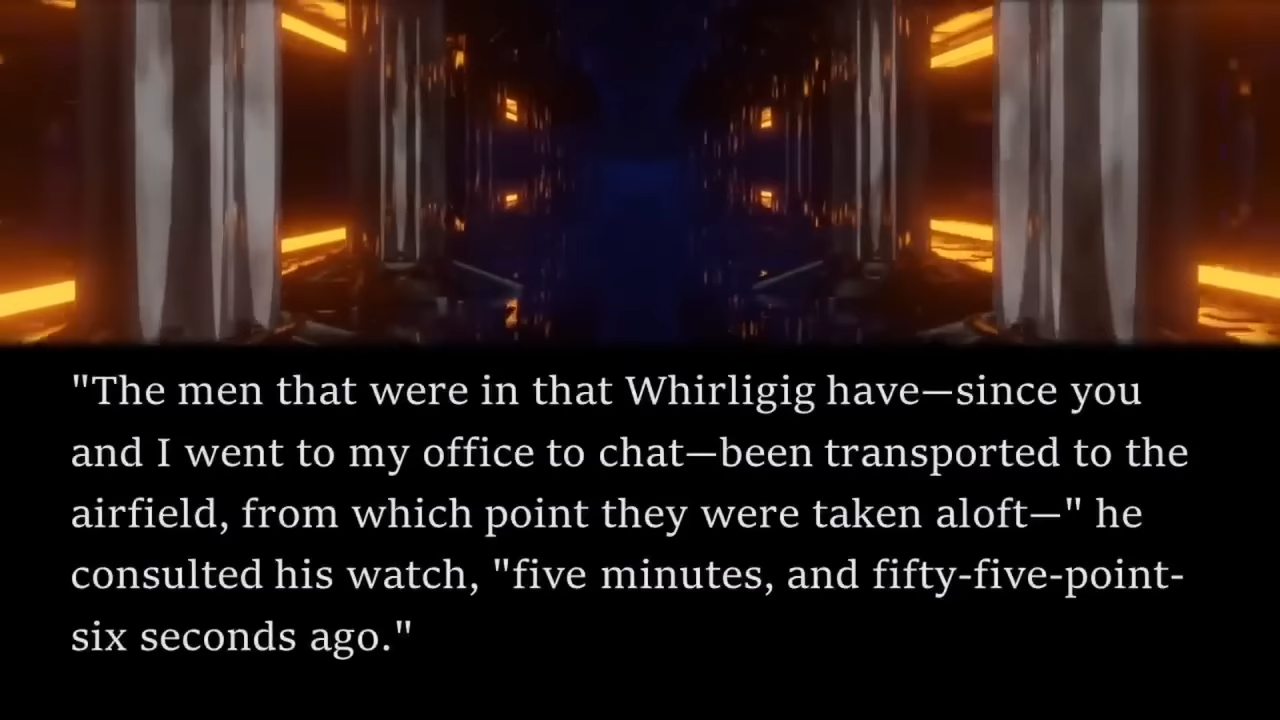 "The men that were in that Whirligig have—since you
and I went to my office to chat—been transported to the
airfield, from which point they were taken aloft—" he
consulted his watch, "five minutes, and fifty-five-point-
six seconds ago."